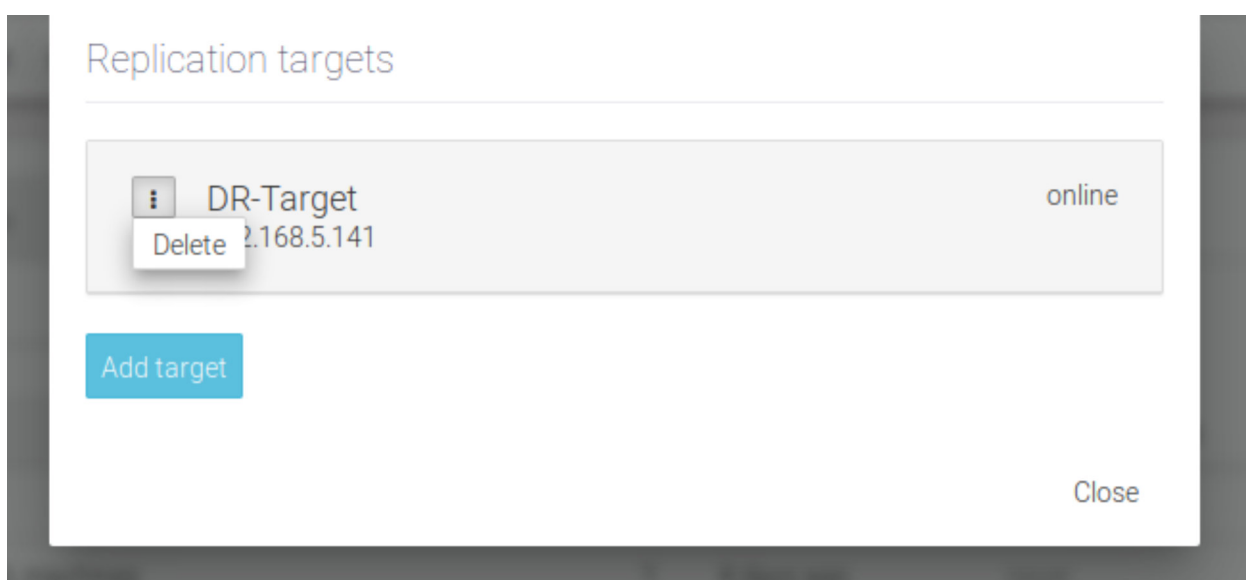 Replication targets
DR-Target
online
Delete
2.168.5.141
Add target
Close